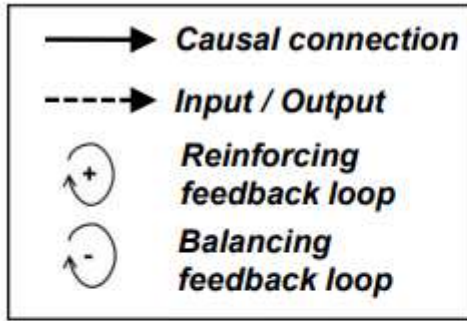 Causal connection
Input / Output
+
Reinforcing
feedback loop
-
Balancing
feedback loop